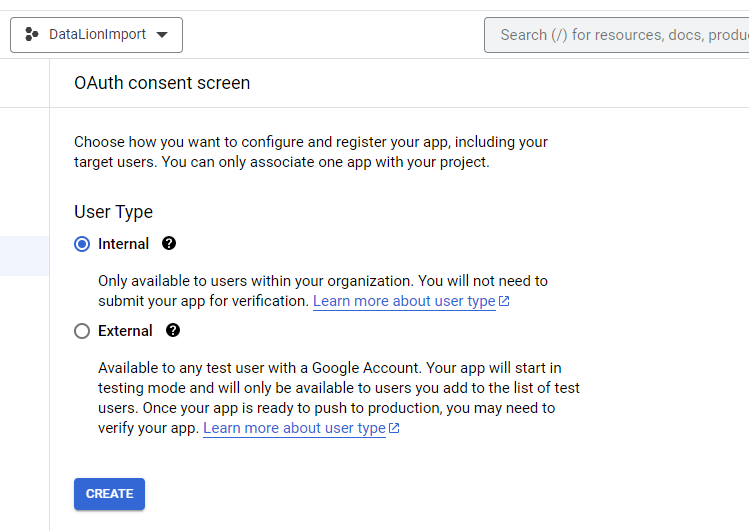 DataLionImport
Search (/) for resources, docs, produ
OAuth consent screen
Choose how you want to configure and register your app, including your
target users. You can only associate one app with your project.
User Type
Internal
Only available to users within your organization. You will not need to
submit your app for verification. Learn more about user type
External
Available to any test user with a Google Account. Your app will start in
testing mode and will only be available to users you add to the list of test
users. Once your app is ready to push to production, you may need to
verify your app. Learn more about user type
CREATE